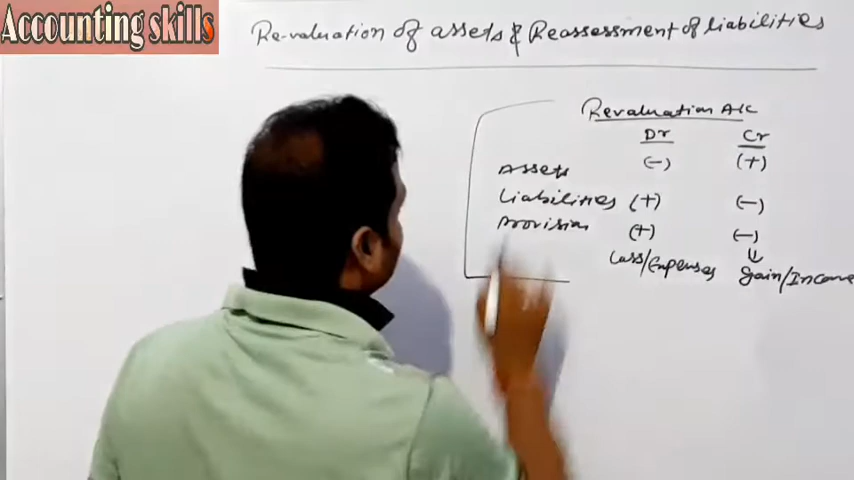 Accounting skills
Re-valuation of assets & Reassessment of liabilities
Revaluation A/C
Dr Cr
Assets (-) (+)
Liabilities (+) (-)
Provision (+) (-)
Loss/Expenses Gain/Income